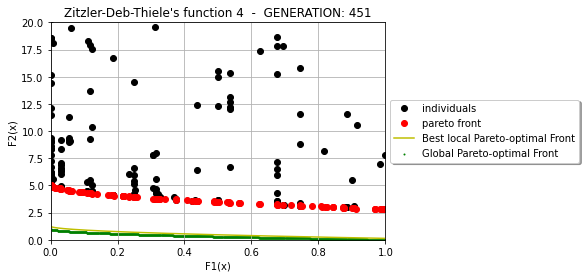 Zitzler-Deb-Thiele's function 4 - GENERATION: 451
20.0
17.5
15.0
12.5
10.0
7.5
5.0
2.5
0.0
F2(x)
0.0 0.2 0.4 0.6 0.8 1.0
F1(x)
individuals
pareto front
Best local Pareto-optimal Front
Global Pareto-optimal Front